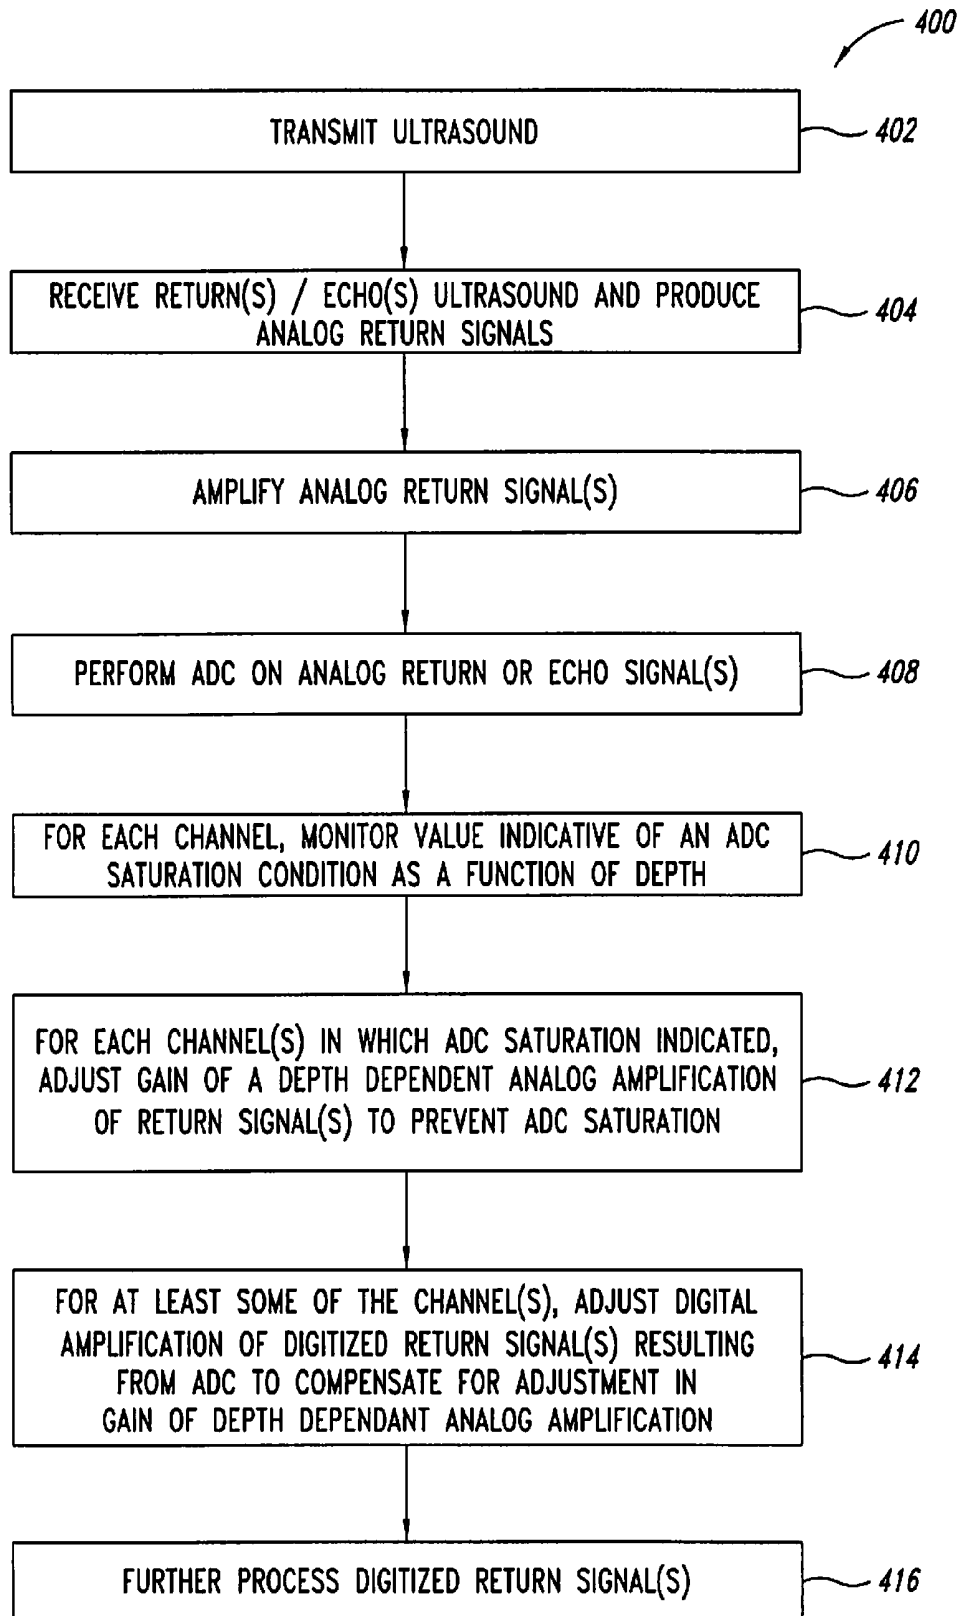 400
TRANSMIT ULTRASOUND
402
RECEIVE RETURN(S) / ECHO(S) ULTRASOUND AND PRODUCE
ANALOG RETURN SIGNALS
404
AMPLIFY ANALOG RETURN SIGNAL(S)
406
PERFORM ADC ON ANALOG RETURN OR ECHO SIGNAL(S)
408
FOR EACH CHANNEL, MONITOR VALUE INDICATIVE OF AN ADC
SATURATION CONDITION AS A FUNCTION OF DEPTH
410
FOR EACH CHANNEL(S) IN WHICH ADC SATURATION INDICATED,
ADJUST GAIN OF A DEPTH DEPENDENT ANALOG AMPLIFICATION
OF RETURN SIGNAL(S) TO PREVENT ADC SATURATION
412
FOR AT LEAST SOME OF THE CHANNEL(S), ADJUST DIGITAL
AMPLIFICATION OF DIGITIZED RETURN SIGNAL(S) RESULTING
FROM ADC TO COMPENSATE FOR ADJUSTMENT IN
GAIN OF DEPTH DEPENDANT ANALOG AMPLIFICATION
414
FURTHER PROCESS DIGITIZED RETURN SIGNAL(S)
416